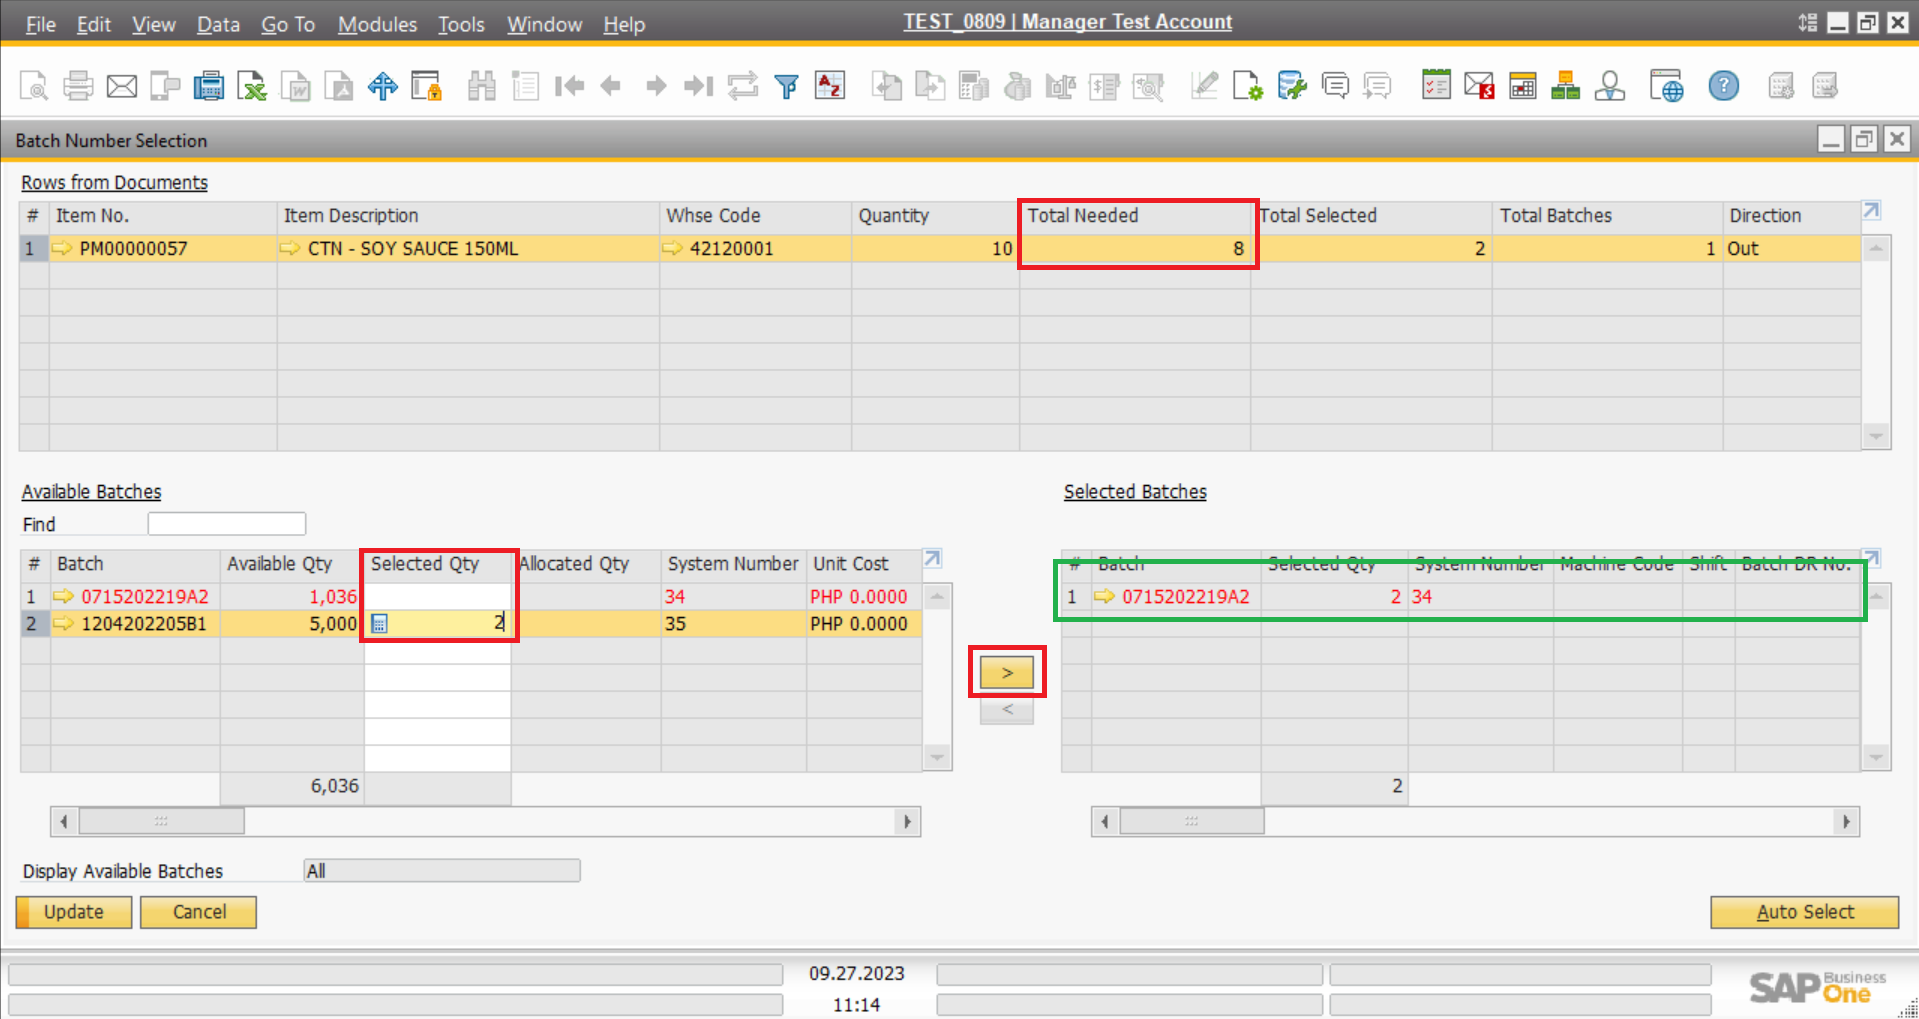 File Edit View Data Go To Modules Tools Window Help TEST_0809 | Manager Test Account
Batch Number Selection
Rows from Documents
# Item No. Item Description Whse Code Quantity Total Needed Total Selected Total Batches Direction
1 PM00000057 CTN - SOY SAUCE 150ML 42120001 10 8 2 1 Out
Available Batches Selected Batches
Find
# Batch Available Qty Selected Qty Allocated Qty System Number Unit Cost # Batch Selected Qty System Number Machine Code Shift Batch DR No.
1 0715202219A2 1,036 34 PHP 0.0000 1 0715202219A2 2 34
2 1204202205B1 5,000 2 35 PHP 0.0000
>
<
6,036 2
Display Available Batches All
Update Cancel Auto Select
09.27.2023
11:14
SAP Business One